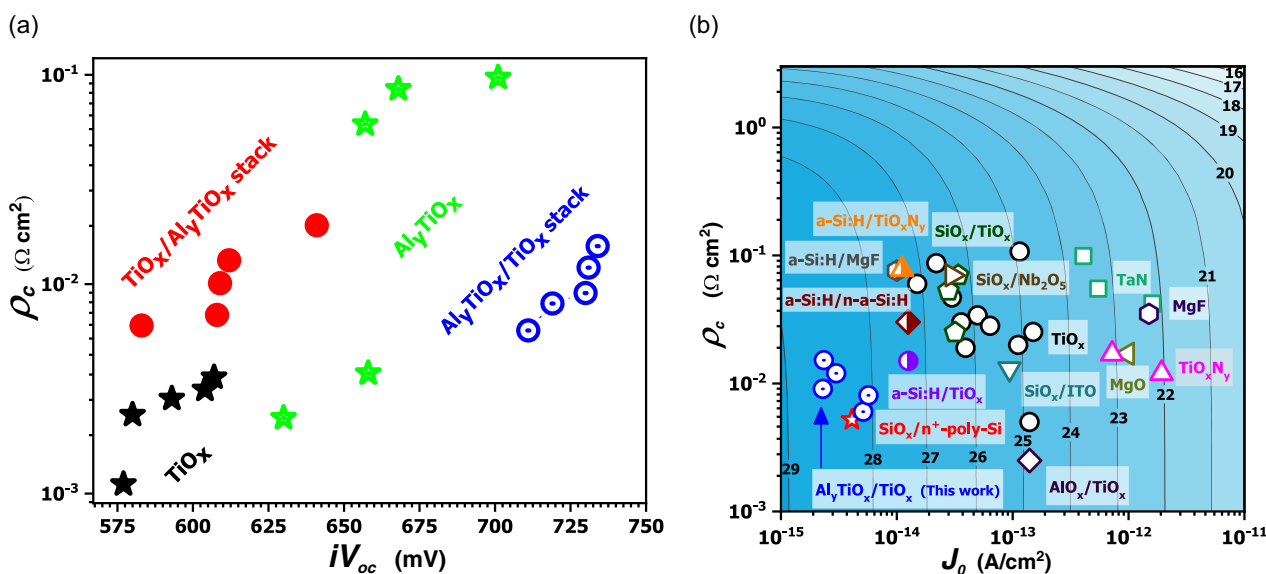 (a)
10⁻¹
10⁻²
10⁻³
ρc (Ω cm²)
TiOx/AlyTiOx stack
AlyTiOx
AlyTiOx/TiOx stack
TiOx
575 600 625 650 675 700 725 750
iVoc (mV)
(b)
10⁰
10⁻¹
10⁻²
10⁻³
ρc (Ω cm²)
16
17
18
19
20
21
a-Si:H/TiOxNy
SiOx/TiOx
a-Si:H/MgF
SiOx/Nb2O5
TaN
MgF
a-Si:H/n-a-Si:H
TiOx
a-Si:H/TiOx
SiOx/ITO
MgO
TiOxNy
SiOx/n⁺-poly-Si
22
23
24
25
26
27
28
29
AlyTiOx/TiOx (This work)
AlOx/TiOx
10⁻¹⁵ 10⁻¹⁴ 10⁻¹³ 10⁻¹² 10⁻¹¹
J0 (A/cm²)